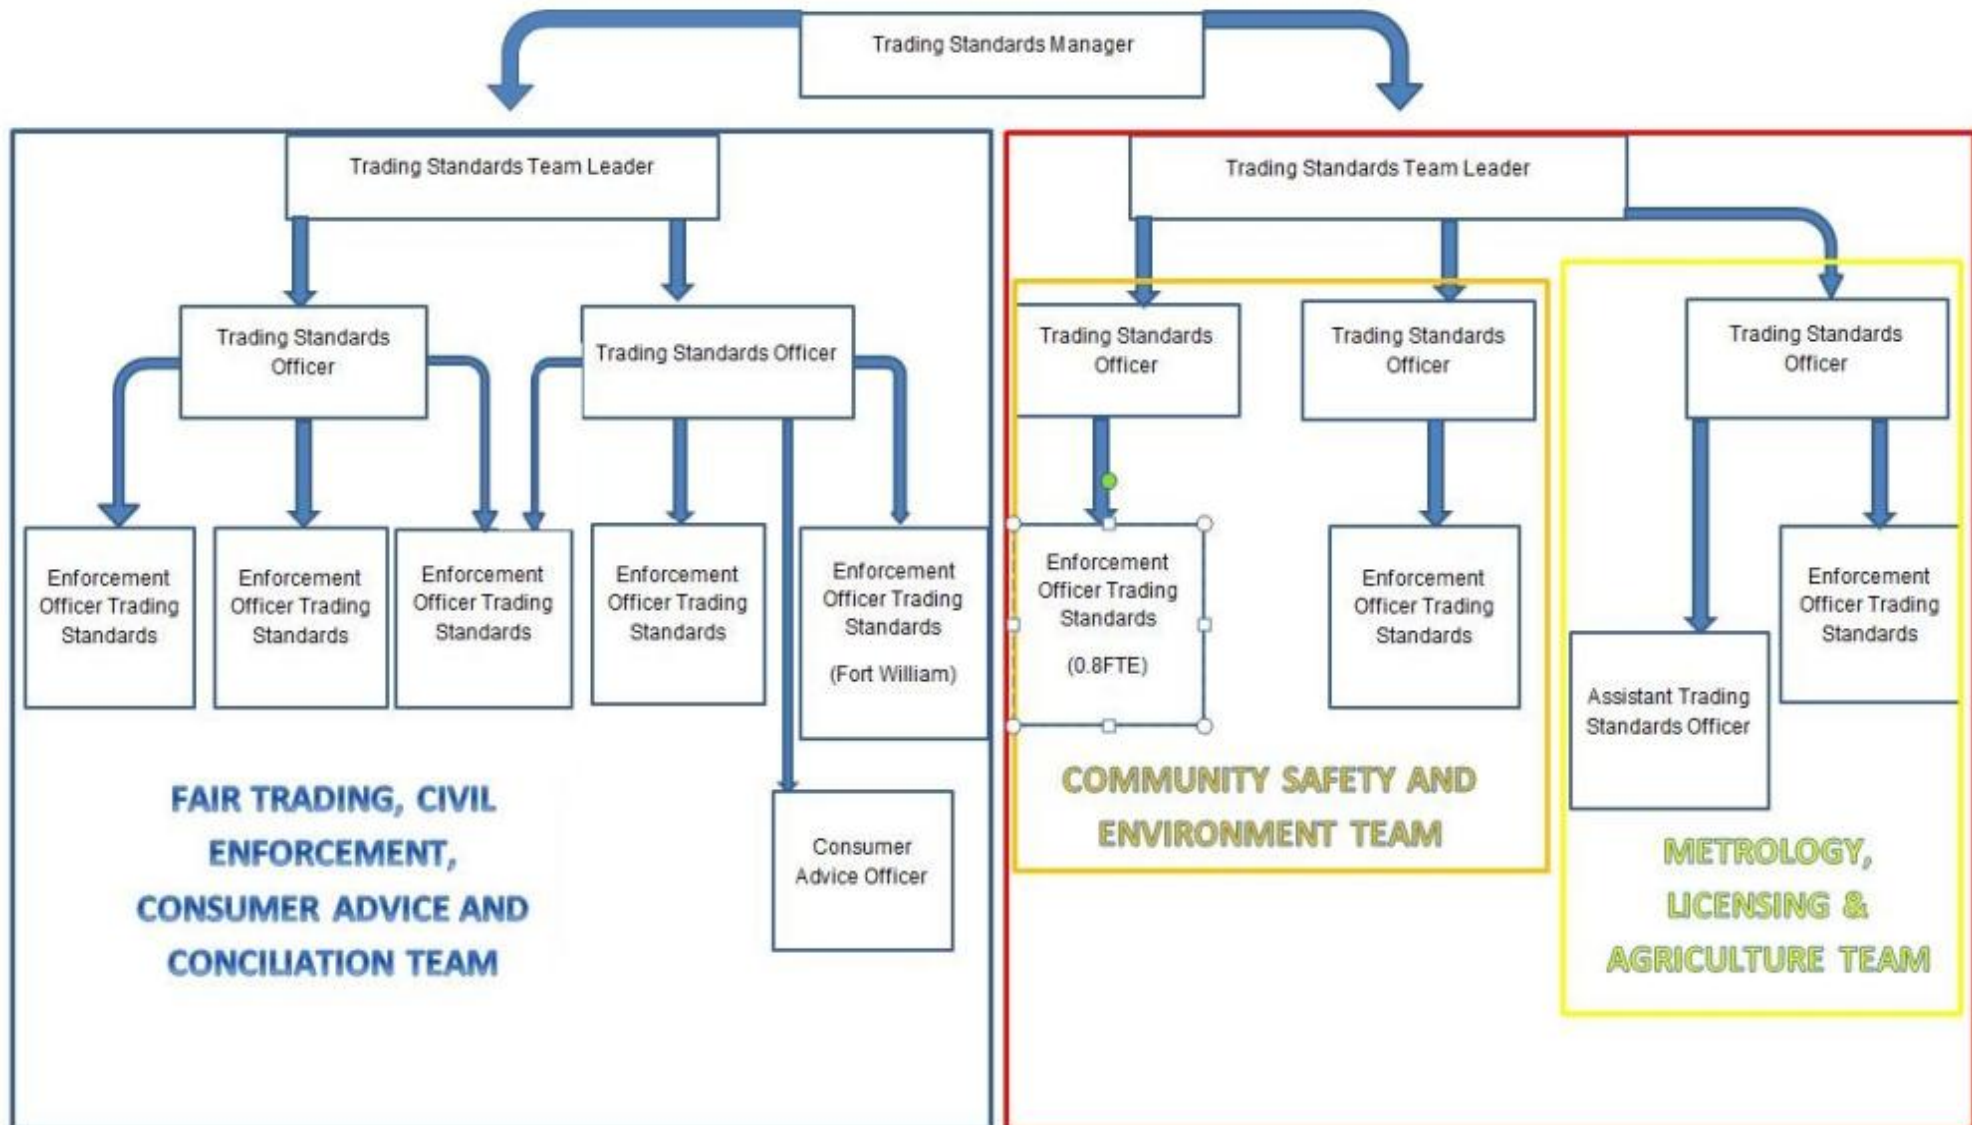 Trading Standards Manager
Trading Standards Team Leader
Trading Standards Team Leader
Trading Standards
Officer
Trading Standards Officer
Trading Standards
Officer
Trading Standards
Officer
Trading Standards
Officer
Enforcement
Officer Trading
Standards
Enforcement
Officer Trading
Standards
Enforcement
Officer Trading
Standards
Enforcement
Officer Trading
Standards
Enforcement
Officer Trading
Standards
(Fort William)
Enforcement
Officer Trading
Standards
(0.8FTE)
Enforcement
Officer Trading
Standards
Assistant Trading
Standards Officer
Enforcement
Officer Trading
Standards
Consumer
Advice Officer
FAIR TRADING, CIVIL
ENFORCEMENT,
CONSUMER ADVICE AND
CONCILIATION TEAM
COMMUNITY SAFETY AND
ENVIRONMENT TEAM
METROLOGY,
LICENSING &
AGRICULTURE TEAM